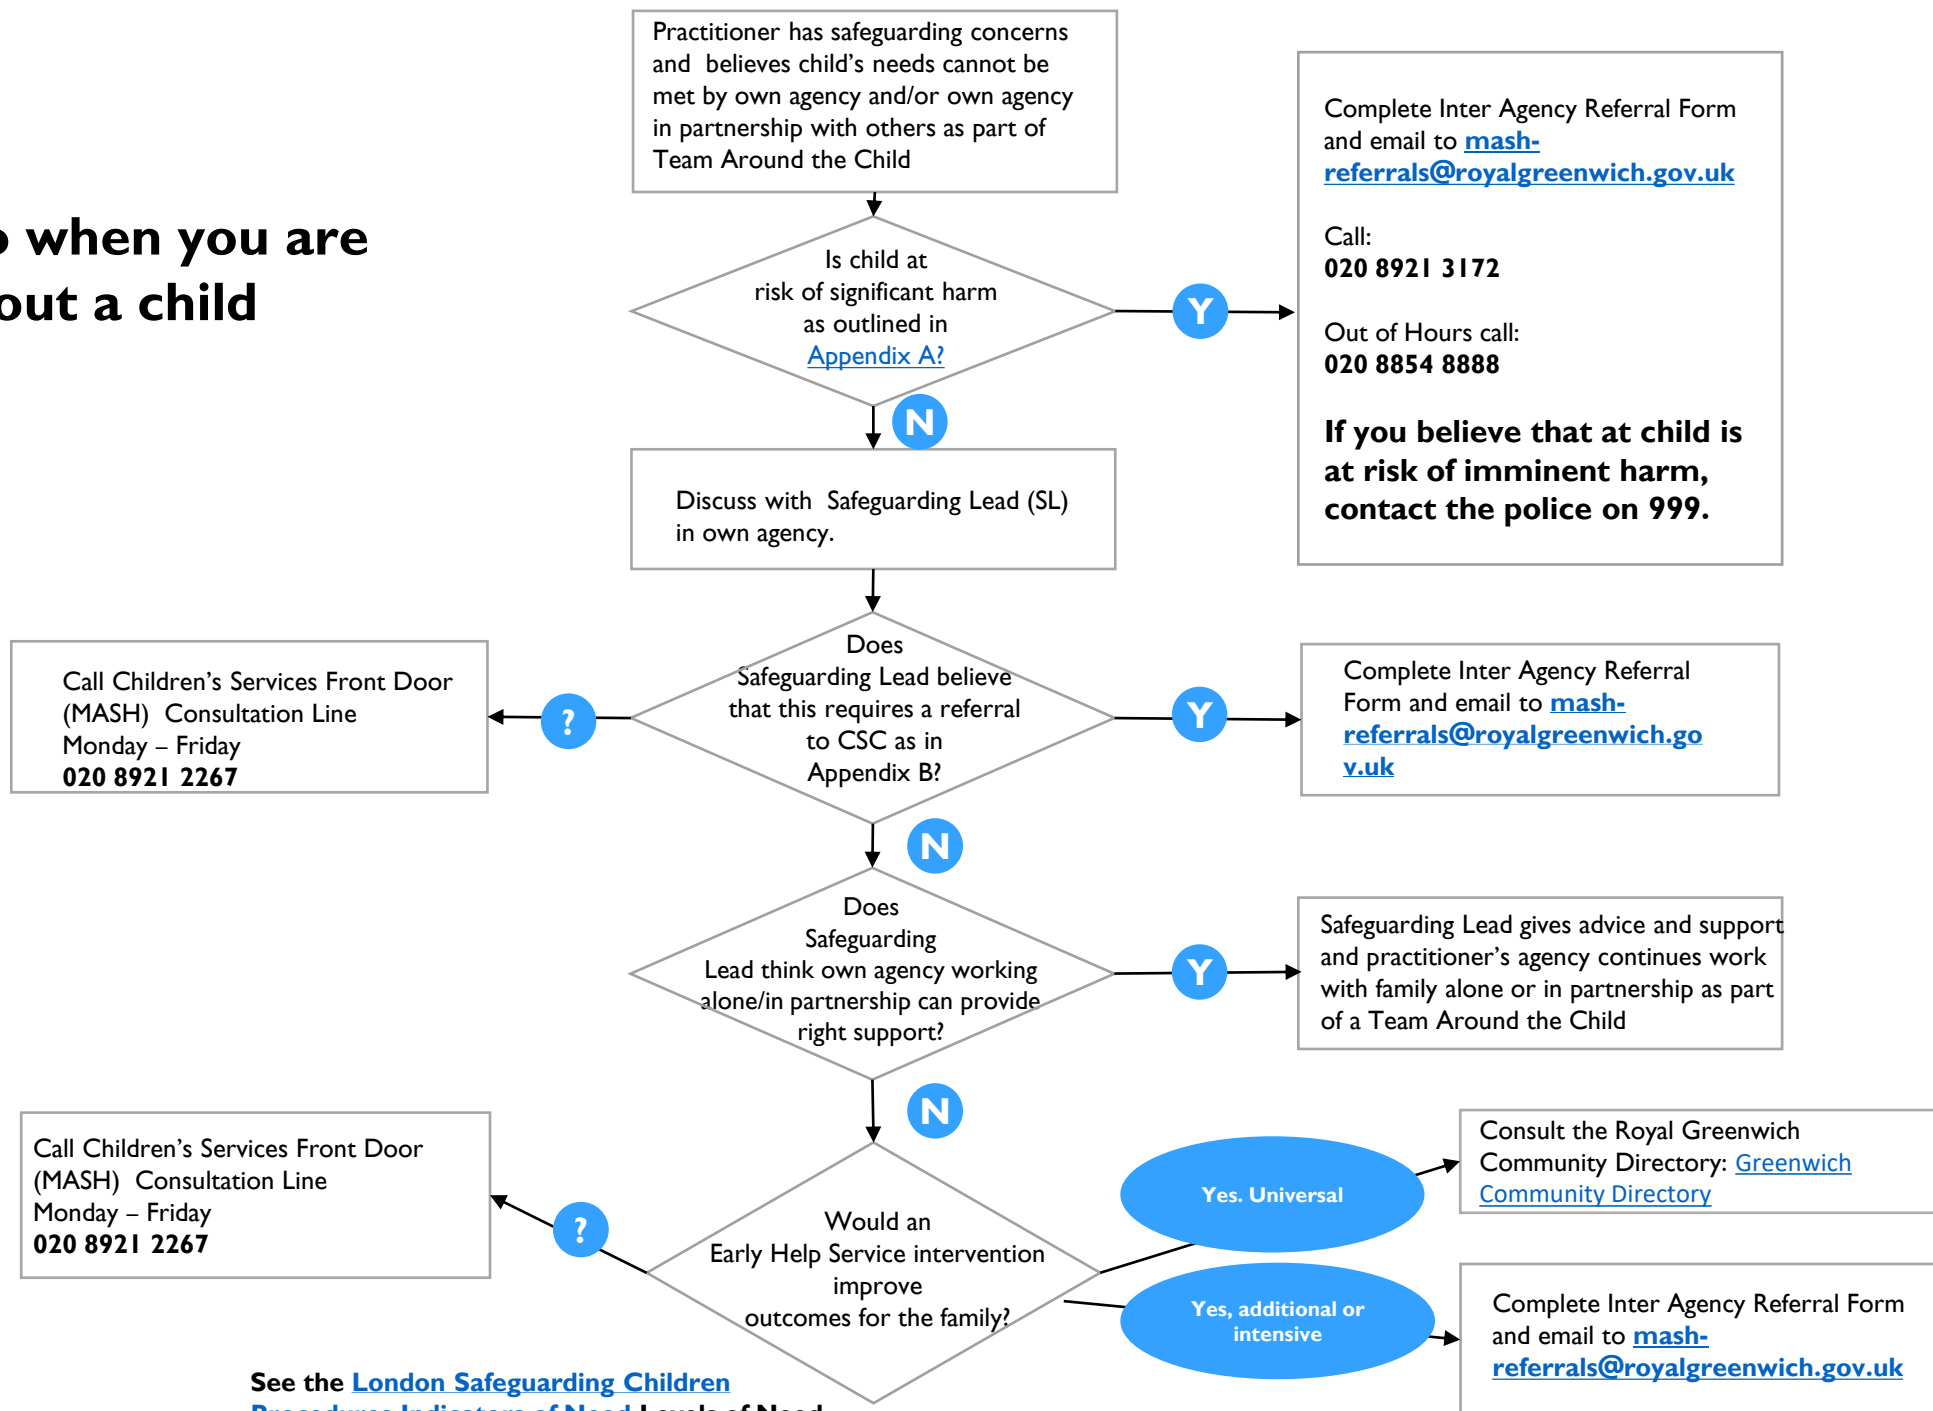 Practitioner has safeguarding concerns
and believes child's needs cannot be
met by own agency and/or own agency
in partnership with others as part of
Team Around the Child
when you are
out a child
Is child at
risk of significant harm
as outlined in
Appendix A?
Y
Complete Inter Agency Referral Form
and email to mash-
referrals@royalgreenwich.gov.uk
Call:
020 8921 3172
Out of Hours call:
020 8854 8888
If you believe that at child is
at risk of imminent harm,
contact the police on 999.
N
Discuss with Safeguarding Lead (SL)
in own agency.
Does
Safeguarding Lead believe
that this requires a referral
to CSC as in
Appendix B?
?
Call Children's Services Front Door
(MASH) Consultation Line
Monday – Friday
020 8921 2267
Y
Complete Inter Agency Referral
Form and email to mash-
referrals@royalgreenwich.go
v.uk
N
Does
Safeguarding
Lead think own agency working
alone/in partnership can provide
right support?
Y
Safeguarding Lead gives advice and support
and practitioner's agency continues work
with family alone or in partnership as part
of a Team Around the Child
N
Would an
Early Help Service intervention
improve
outcomes for the family?
?
Call Children's Services Front Door
(MASH) Consultation Line
Monday – Friday
020 8921 2267
Yes. Universal
Consult the Royal Greenwich
Community Directory: Greenwich
Community Directory
Yes, additional or
intensive
Complete Inter Agency Referral Form
and email to mash-
referrals@royalgreenwich.gov.uk
See the London Safeguarding Children
Procedures Indicators of Need Levels of Need